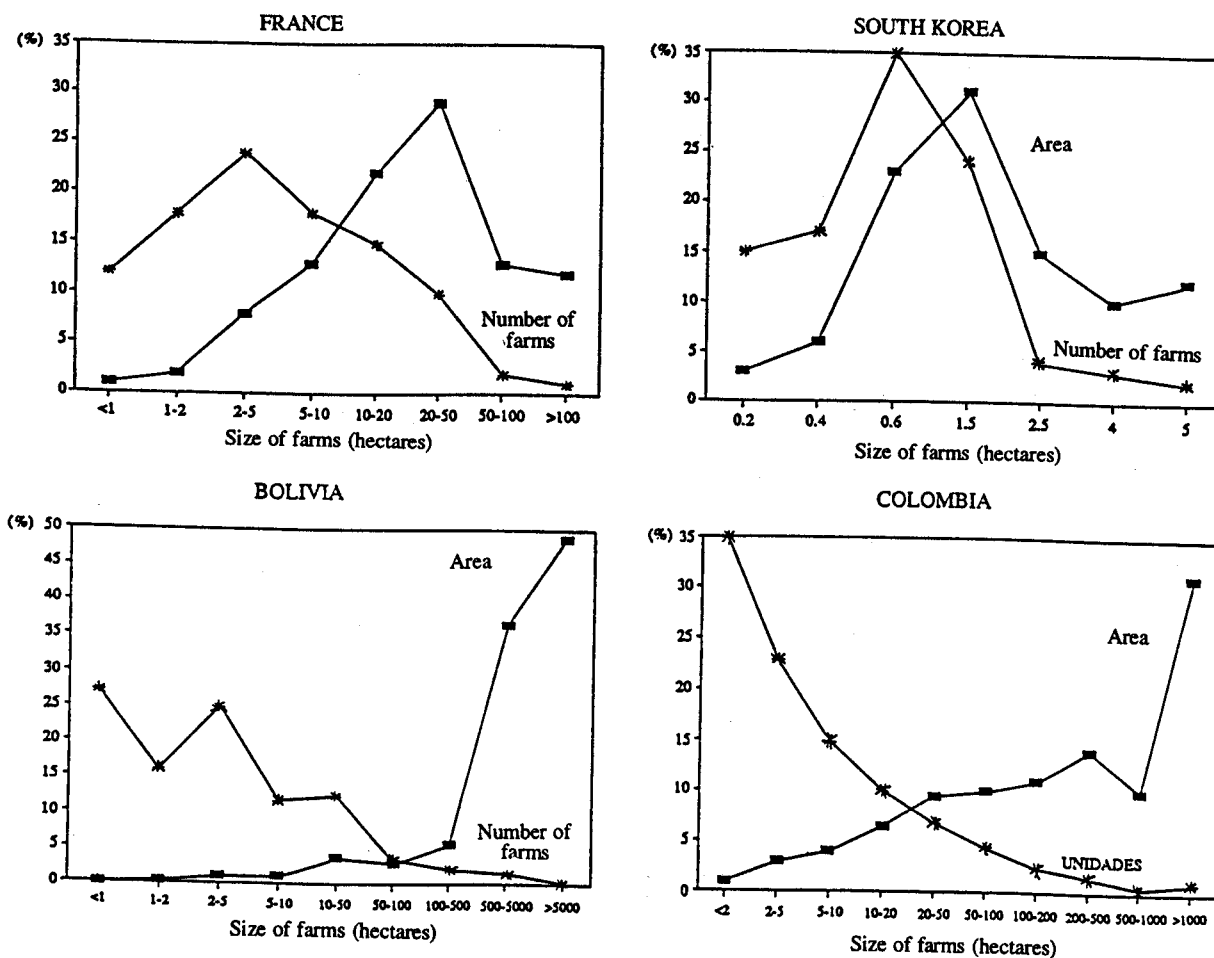 FRANCE
(%) 35
30
25
20
15
10
5
0
Number of
farms
<1 1-2 2-5 5-10 10-20 20-50 50-100 >100
Size of farms (hectares)
SOUTH KOREA
(%) 35
30
25
20
15
10
5
0
Area
Number of farms
0.2 0.4 0.6 1.5 2.5 4 5
Size of farms (hectares)
BOLIVIA
(%) 50
45
40
35
30
25
20
15
10
5
0
Area
Number of
farms
<1 1-2 2-5 5-10 10-50 50-100 100-500 500-5000 >5000
Size of farms (hectares)
COLOMBIA
(%) 35
30
25
20
15
10
5
0
Area
UNIDADES
<2 2-5 5-10 10-20 20-50 50-100 100-200 200-500 500-1000 >1000
Size of farms (hectares)